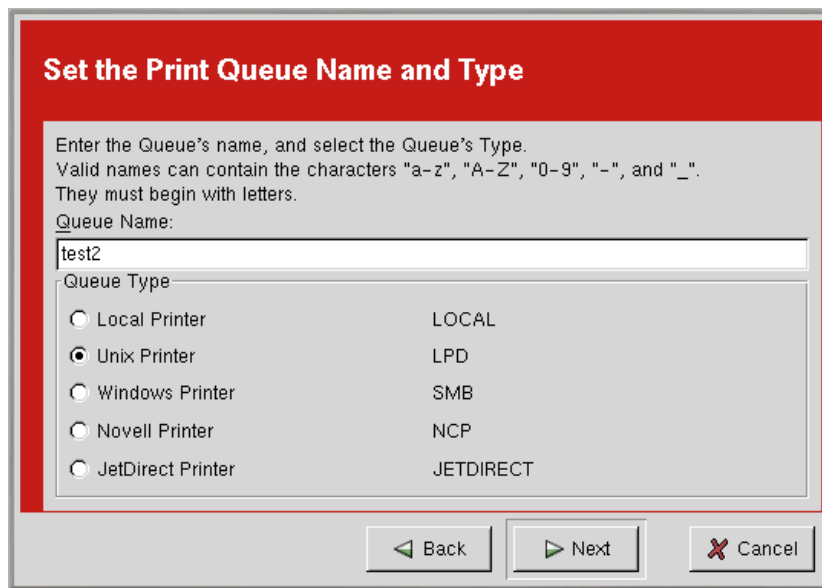 Set the Print Queue Name and Type
Enter the Queue's name, and select the Queue's Type.
Valid names can contain the characters "a-z", "A-Z", "0-9", "-", and "_".
They must begin with letters.
Queue Name:
test2
Queue Type
Local Printer LOCAL
Unix Printer LPD
Windows Printer SMB
Novell Printer NCP
JetDirect Printer JETDIRECT
Back Next Cancel